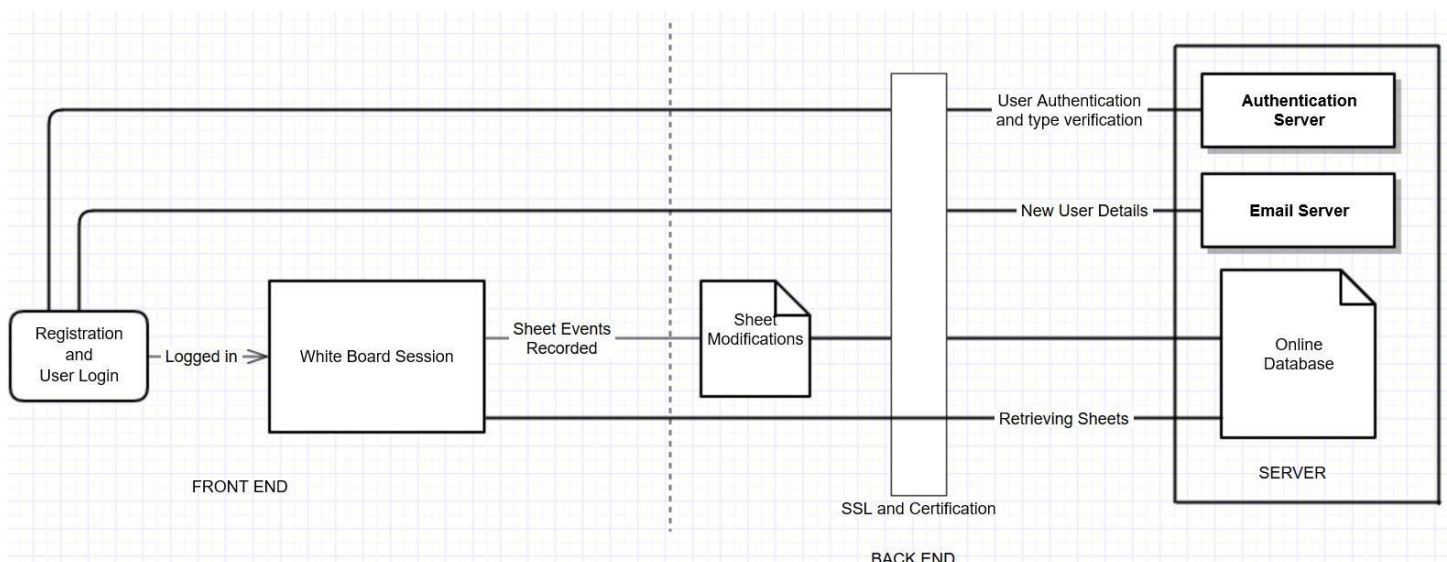 User Authentication
and type verification
Authentication
Server
New User Details
Email Server
Registration
and
User Login
Logged in
White Board Session
Sheet Events
Recorded
Sheet
Modifications
Online
Database
Retrieving Sheets
FRONT END
SERVER
SSL and Certification
BACK END